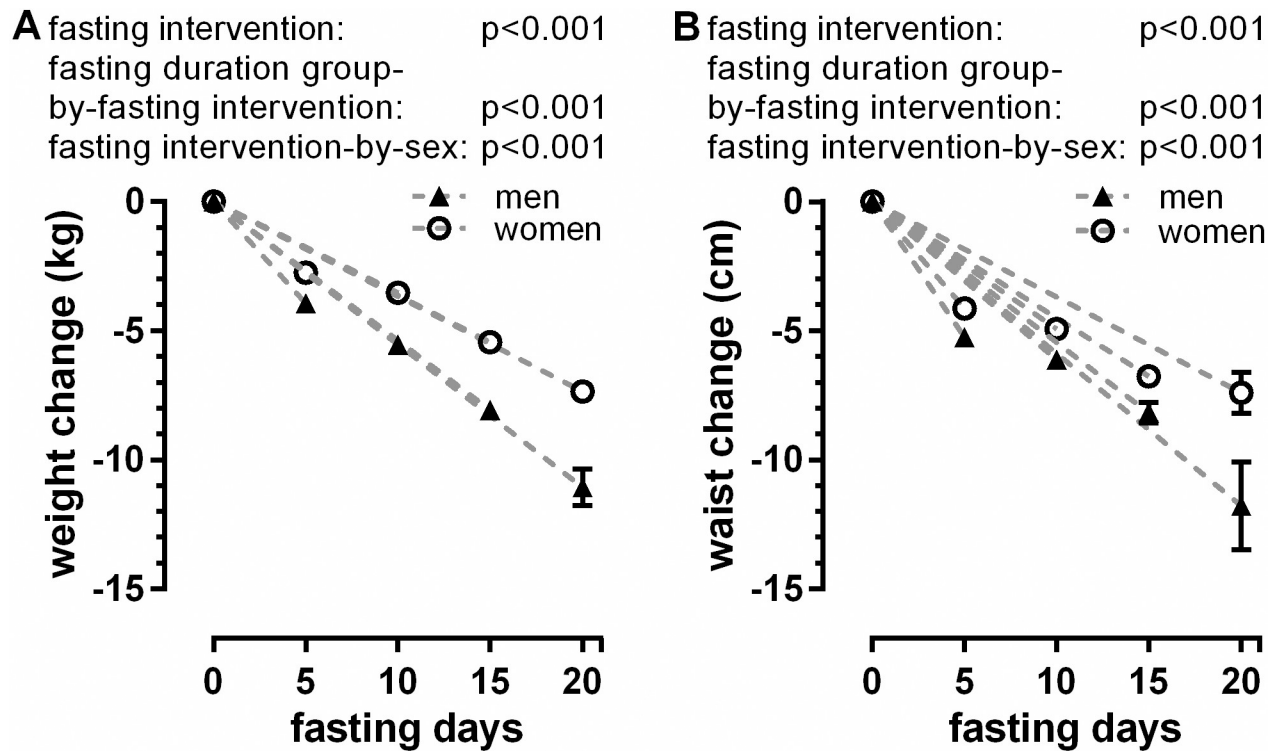 A fasting intervention: p<0.001
fasting duration group-
by-fasting intervention: p<0.001
fasting intervention-by-sex: p<0.001
men
women
0
-5
-10
-15
weight change (kg)
0 5 10 15 20
fasting days
B fasting intervention: p<0.001
fasting duration group-
by-fasting intervention: p<0.001
fasting intervention-by-sex: p<0.001
men
women
0
-5
-10
-15
waist change (cm)
0 5 10 15 20
fasting days